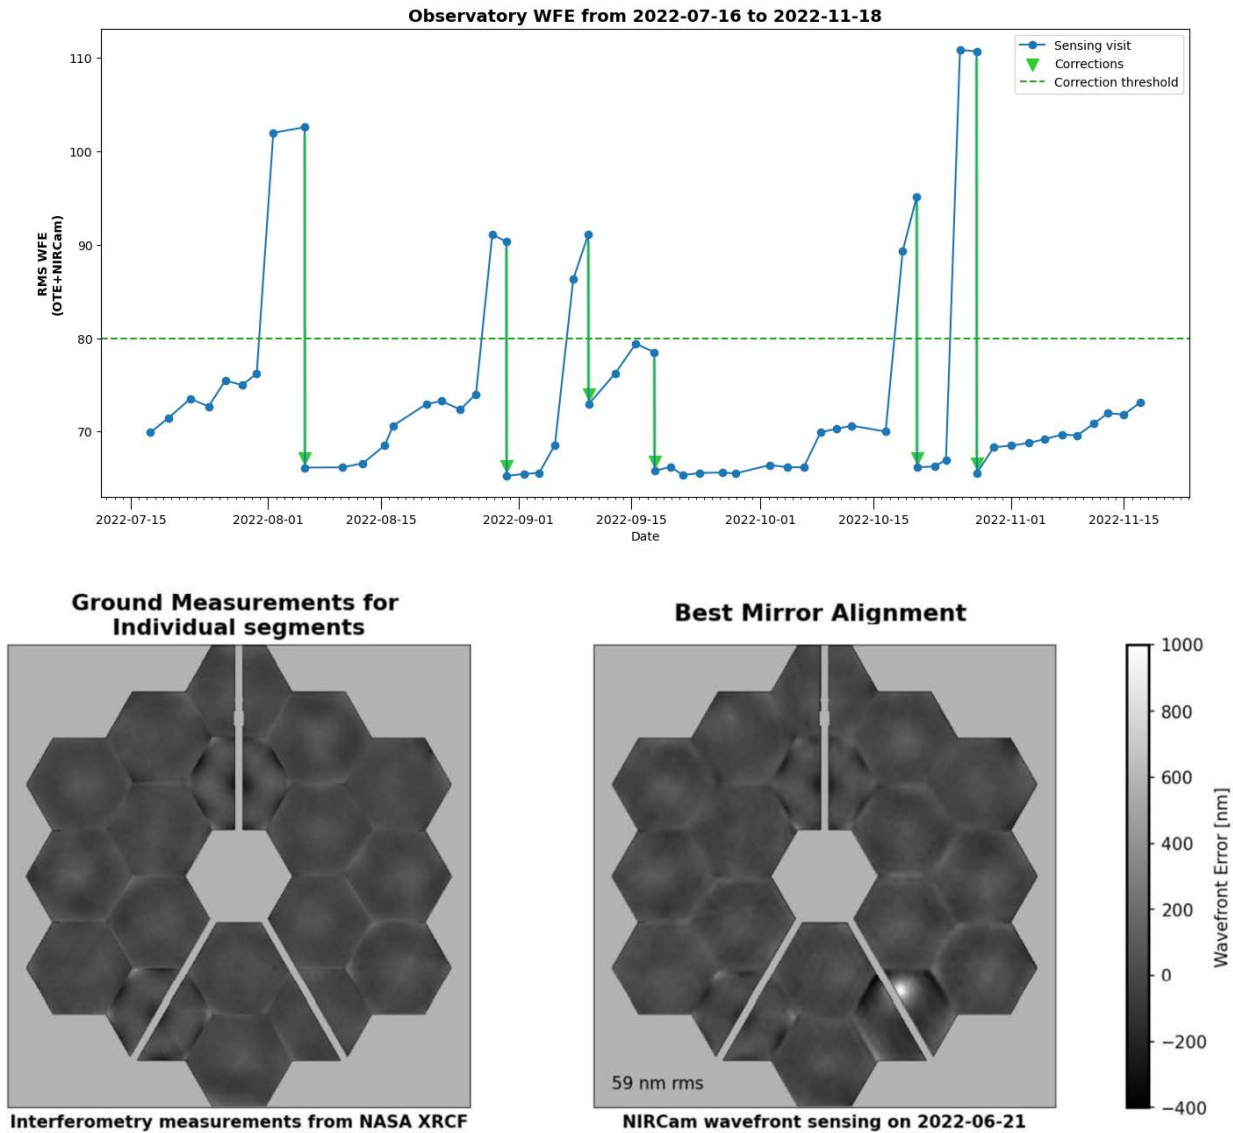 Observatory WFE from 2022-07-16 to 2022-11-18
Sensing visit
Corrections
Correction threshold
110
100
90
80
70
RMS WFE
(OTE+NIRCam)
2022-07-15
2022-08-01
2022-08-15
2022-09-01
2022-09-15
2022-10-01
2022-10-15
2022-11-01
2022-11-15
Date
Ground Measurements for
Individual segments
Interferometry measurements from NASA XRCF
Best Mirror Alignment
59 nm rms
NIRCam wavefront sensing on 2022-06-21
1000
800
600
400
200
0
−200
−400
Wavefront Error [nm]